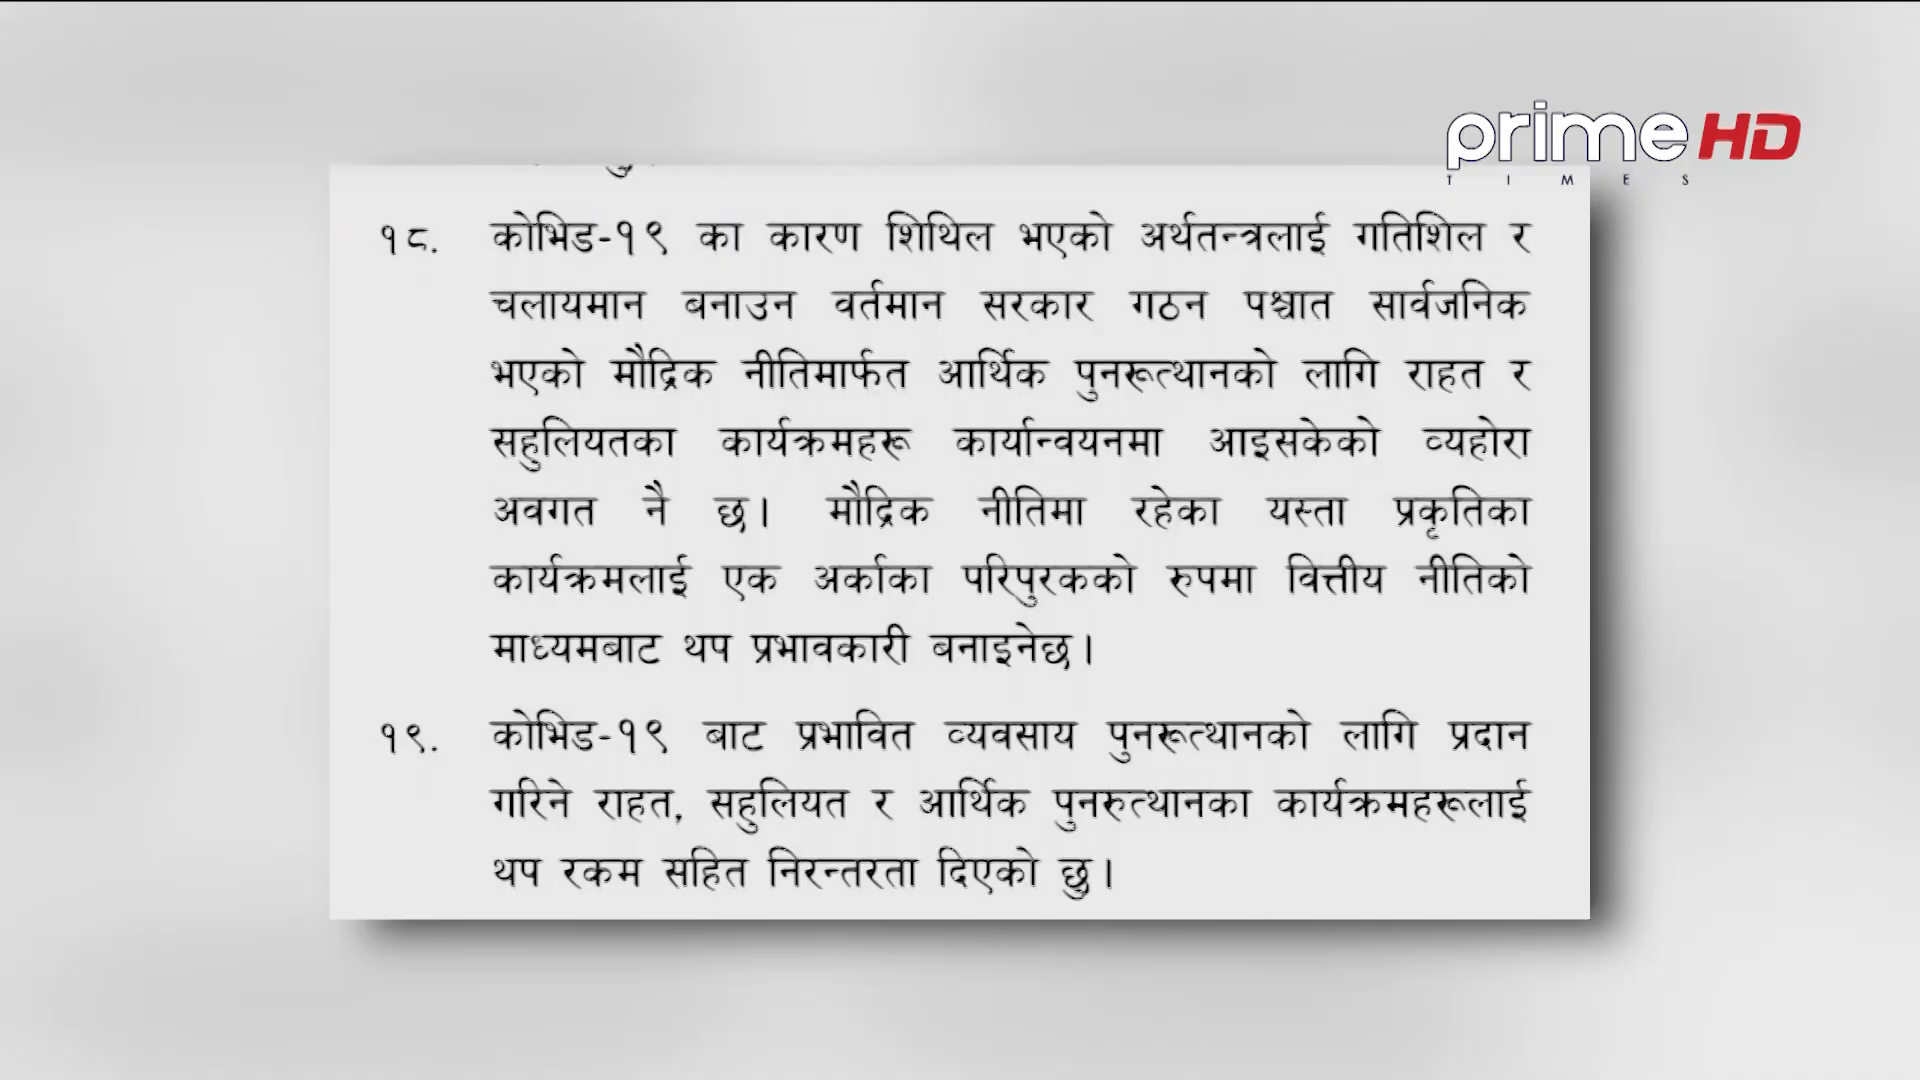 prime HD
TIMES
१८. कोभिड-१९ का कारण शिथिल भएको अर्थतन्त्रलाई गतिशिल र
चलायमान बनाउन वर्तमान सरकार गठन पश्चात सार्वजनिक
भएको मौद्रिक नीतिमार्फत आर्थिक पुनरूत्थानको लागि राहत र
सहुलियतका कार्यक्रमहरू कार्यान्वयनमा आइसकेको व्यहोरा
अवगत नै छ। मौद्रिक नीतिमा रहेका यस्ता प्रकृतिका
कार्यक्रमलाई एक अर्काका परिपुरकको रुपमा वित्तीय नीतिको
माध्यमबाट थप प्रभावकारी बनाइनेछ।
१९. कोभिड-१९ बाट प्रभावित व्यवसाय पुनरूत्थानको लागि प्रदान
गरिने राहत, सहुलियत र आर्थिक पुनरुत्थानका कार्यक्रमहरूलाई
थप रकम सहित निरन्तरता दिएको छु।